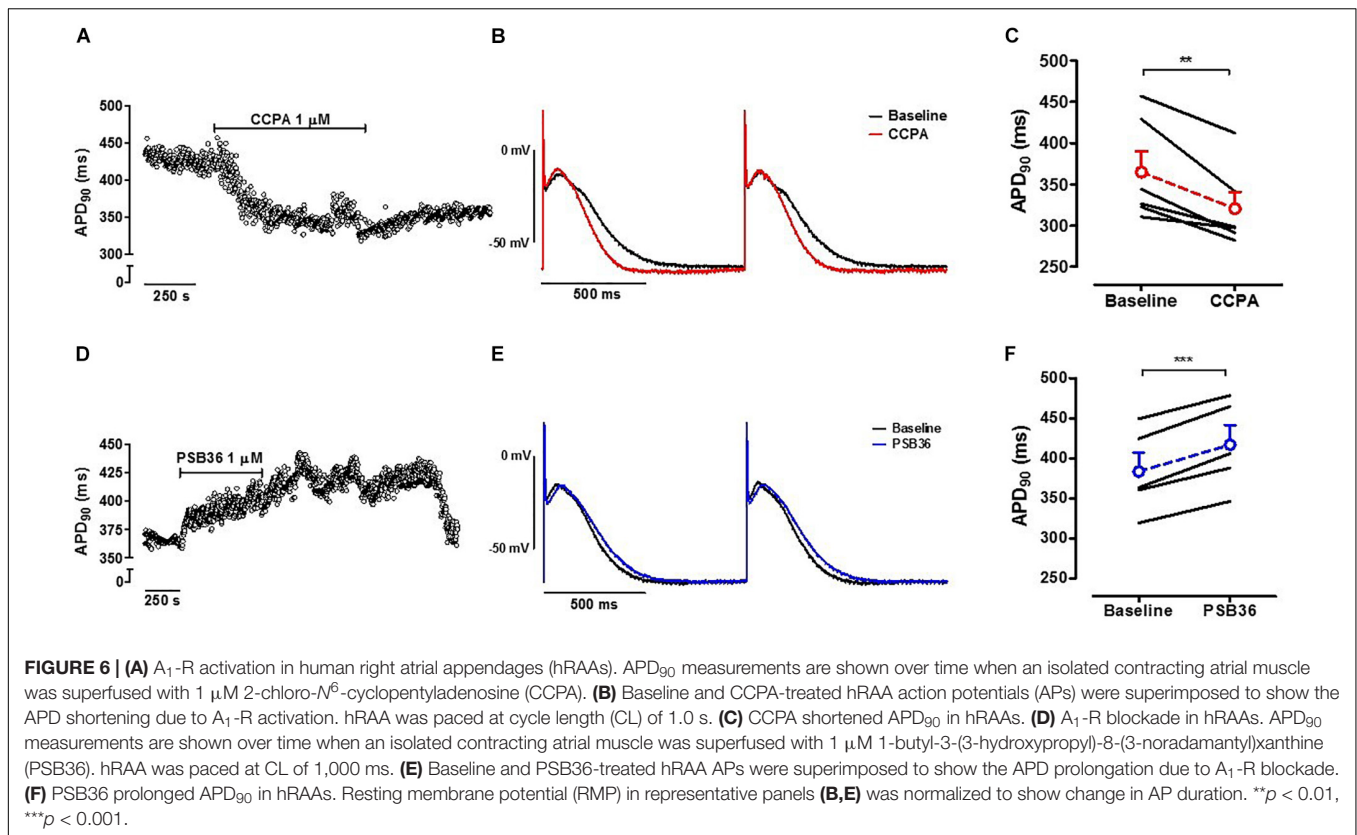 A
B
C
500
450
400
350
300
0
APD90 (ms)
CCPA 1 µM
250 s
0 mV
-50 mV
Baseline
CCPA
500 ms
**
500
450
400
350
300
250
APD90 (ms)
Baseline
CCPA
D
E
F
450
425
400
375
350
0
APD90 (ms)
PSB36 1 µM
250 s
0 mV
-50 mV
Baseline
PSB36
500 ms
***
500
450
400
350
300
250
APD90 (ms)
Baseline
PSB36
FIGURE 6 | (A) A1-R activation in human right atrial appendages (hRAAs). APD90 measurements are shown over time when an isolated contracting atrial muscle
was superfused with 1 µM 2-chloro-N6-cyclopentyladenosine (CCPA). (B) Baseline and CCPA-treated hRAA action potentials (APs) were superimposed to show the
APD shortening due to A1-R activation. hRAA was paced at cycle length (CL) of 1.0 s. (C) CCPA shortened APD90 in hRAAs. (D) A1-R blockade in hRAAs. APD90
measurements are shown over time when an isolated contracting atrial muscle was superfused with 1 µM 1-butyl-3-(3-hydroxypropyl)-8-(3-noradamantyl)xanthine
(PSB36). hRAA was paced at CL of 1,000 ms. (E) Baseline and PSB36-treated hRAA APs were superimposed to show the APD prolongation due to A1-R blockade.
(F) PSB36 prolonged APD90 in hRAAs. Resting membrane potential (RMP) in representative panels (B,E) was normalized to show change in AP duration. **p < 0.01,
***p < 0.001.